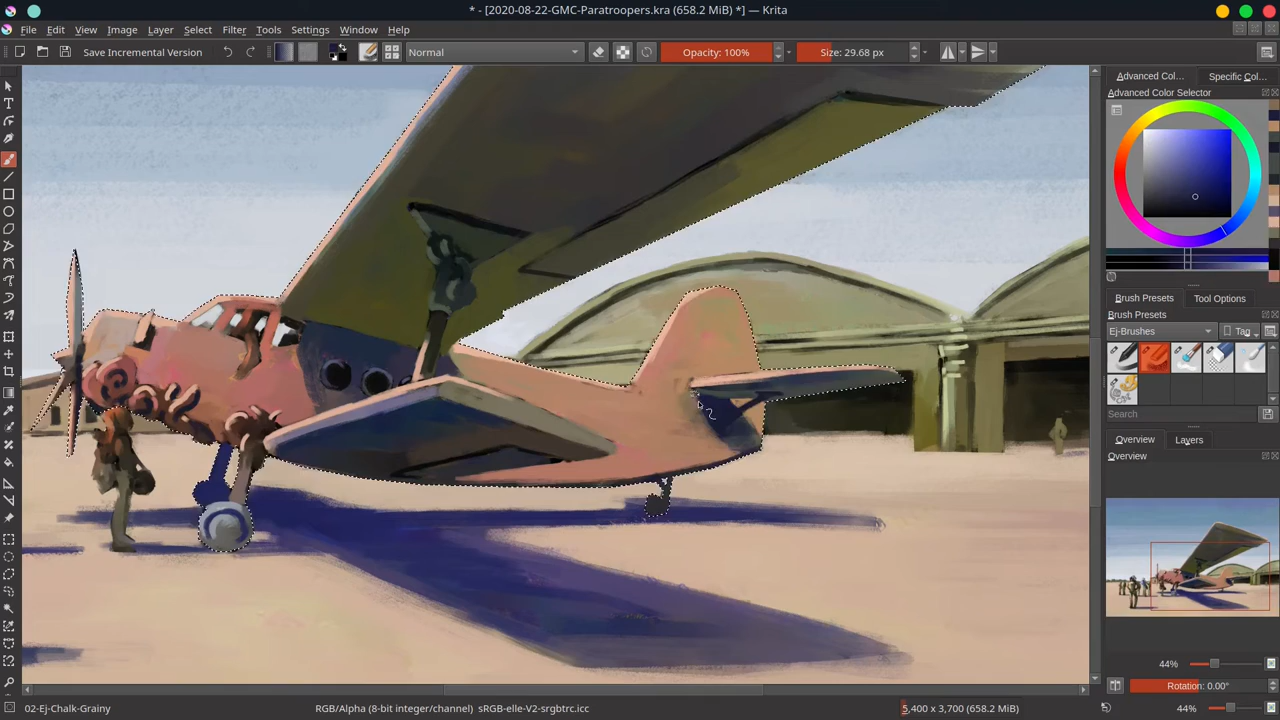 * - [2020-08-22-GMC-Paratroopers.kra (658.2 MiB) *] — Krita
File Edit View Image Layer Select Filter Tools Settings Window Help
Save Incremental Version Normal Opacity: 100% Size: 29.68 px
Advanced Col... Specific Co...
Advanced Color Selector
Brush Presets Tool Options
Brush Presets
Ej-Brushes Tag
Search
Overview Layers
Overview
44%
Rotation: 0.00°
02-Ej-Chalk-Grainy RGB/Alpha (8-bit integer/channel) sRGB-elle-V2-srgbtrc.icc 5,400 x 3,700 (658.2 MiB) 44%